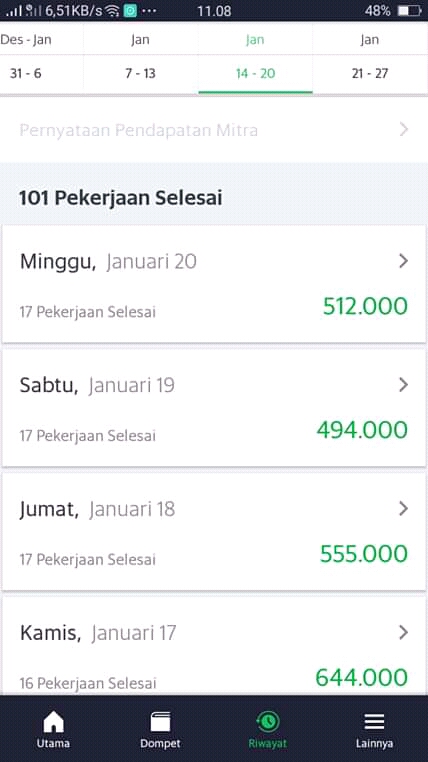 6,51KB/s ··· 11.08 48%
Des - Jan Jan Jan Jan
31 - 6 7 - 13 14 - 20 21 - 27
Pernyataan Pendapatan Mitra
101 Pekerjaan Selesai
Minggu, Januari 20
17 Pekerjaan Selesai 512.000
Sabtu, Januari 19
17 Pekerjaan Selesai 494.000
Jumat, Januari 18
17 Pekerjaan Selesai 555.000
Kamis, Januari 17
16 Pekerjaan Selesai 644.000
Utama Dompet Riwayat Lainnya